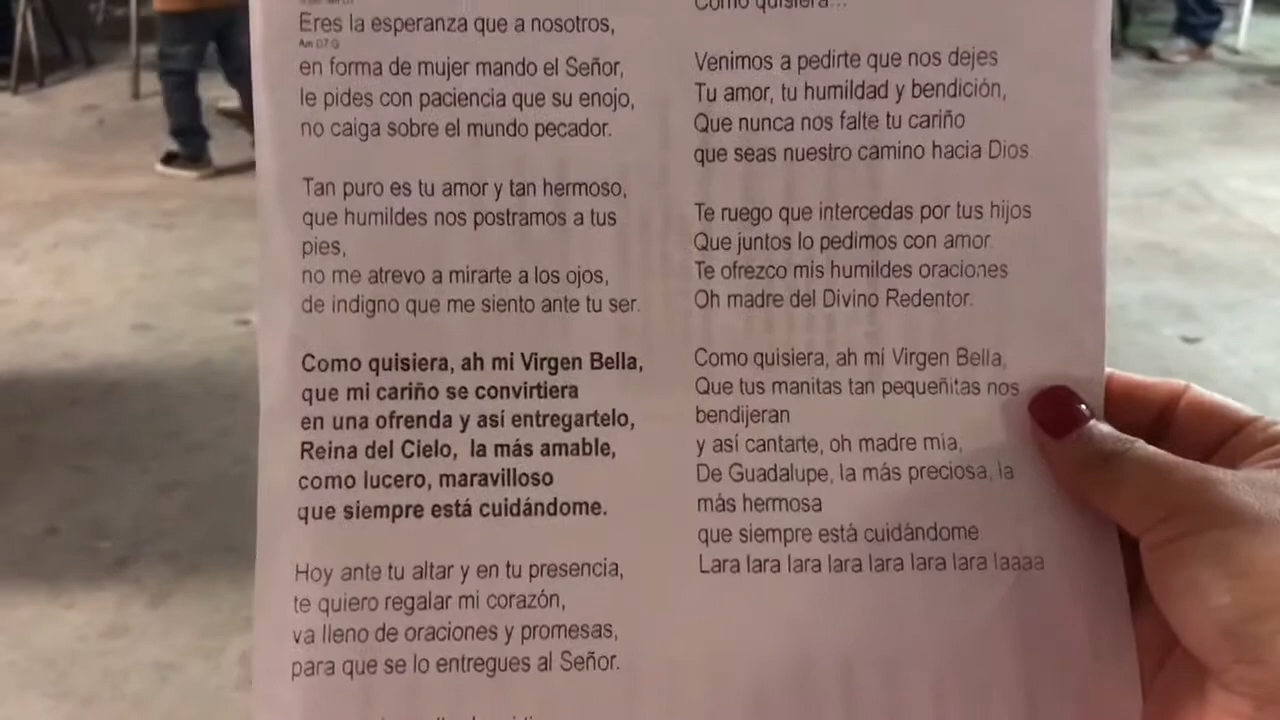 Eres la esperanza que a nosotros,
Am D7 G
en forma de mujer mando el Señor,
le pides con paciencia que su enojo,
no caiga sobre el mundo pecador.
Tan puro es tu amor y tan hermoso,
que humildes nos postramos a tus
pies,
no me atrevo a mirarte a los ojos,
de indigno que me siento ante tu ser.
Como quisiera, ah mi Virgen Bella,
que mi cariño se convirtiera
en una ofrenda y así entregartelo,
Reina del Cielo, la más amable,
como lucero, maravilloso
que siempre está cuidándome.
Hoy ante tu altar y en tu presencia,
te quiero regalar mi corazón,
va lleno de oraciones y promesas,
para que se lo entregues al Señor.
Como quisiera...
Venimos a pedirte que nos dejes
Tu amor, tu humildad y bendición,
Que nunca nos falte tu cariño
que seas nuestro camino hacia Dios
Te ruego que intercedas por tus hijos
Que juntos lo pedimos con amor.
Te ofrezco mis humildes oraciones
Oh madre del Divino Redentor.
Como quisiera, ah mi Virgen Bella,
Que tus manitas tan pequeñitas nos
bendijeran
y así cantarte, oh madre mia,
De Guadalupe, la más preciosa, la
más hermosa
que siempre está cuidándome
Lara lara lara lara lara lara lara laaaa